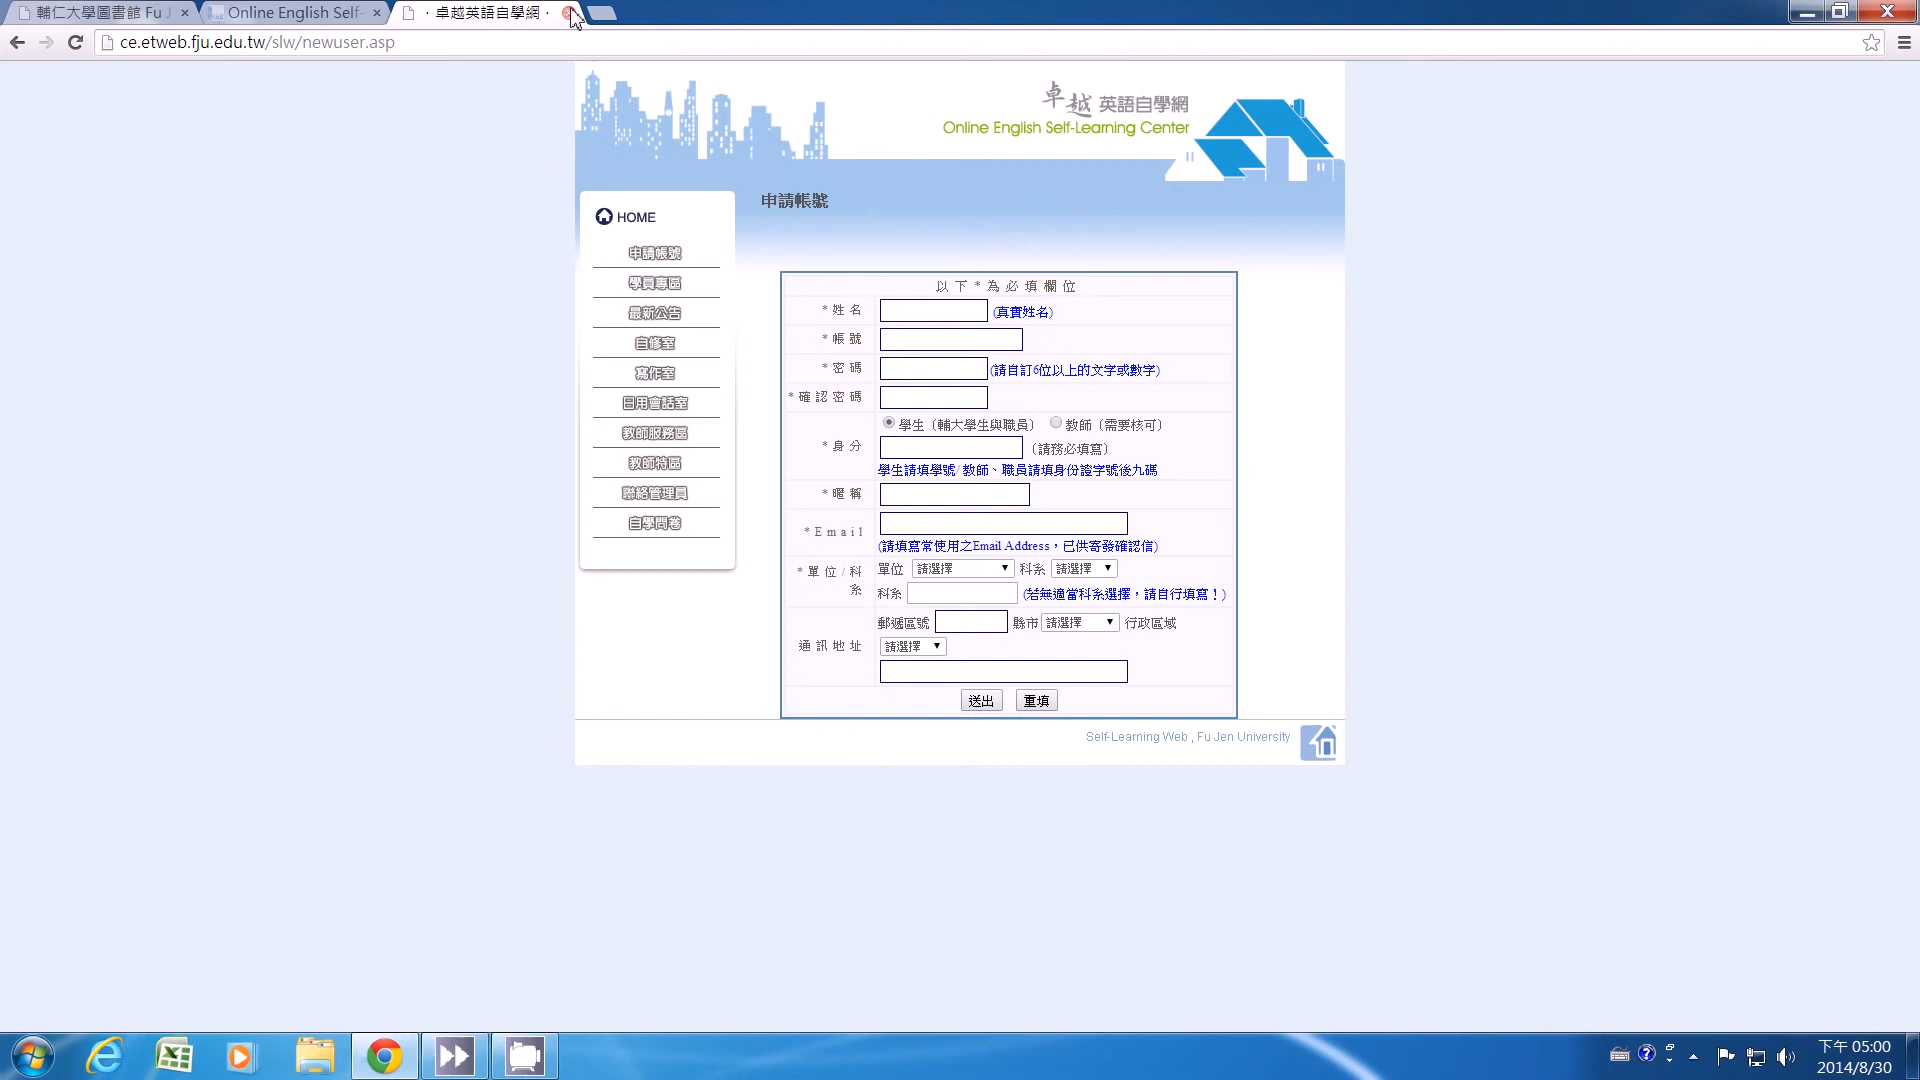 輔仁大學圖書館 Fu J
Online English Self-
．卓越英語自學網．
ce.etweb.fju.edu.tw/slw/newuser.asp
卓越 英語自學網
Online English Self-Learning Center
HOME
申請帳號
學員專區
最新公告
自修室
寫作室
日用會話室
教師服務區
教師特區
聯絡管理員
自學問卷
申請帳號
以下*為必填欄位
*姓名 (真實姓名)
*帳號
*密碼 (請自訂6位以上的文字或數字)
*確認密碼
*身分 學生〔輔大學生與職員〕 教師〔需要核可〕
〔請務必填寫〕
學生請填學號/教師、職員請填身份證字號後九碼
*暱稱
*Email
(請填寫常使用之Email Address，已供寄發確認信)
*單位/科系 單位 請選擇 科系 請選擇
科系 (若無適當科系選擇，請自行填寫！)
通訊地址 郵遞區號 縣市 請選擇 行政區域
請選擇
送出 重填
Self-Learning Web , Fu Jen University
下午 05:00
2014/8/30